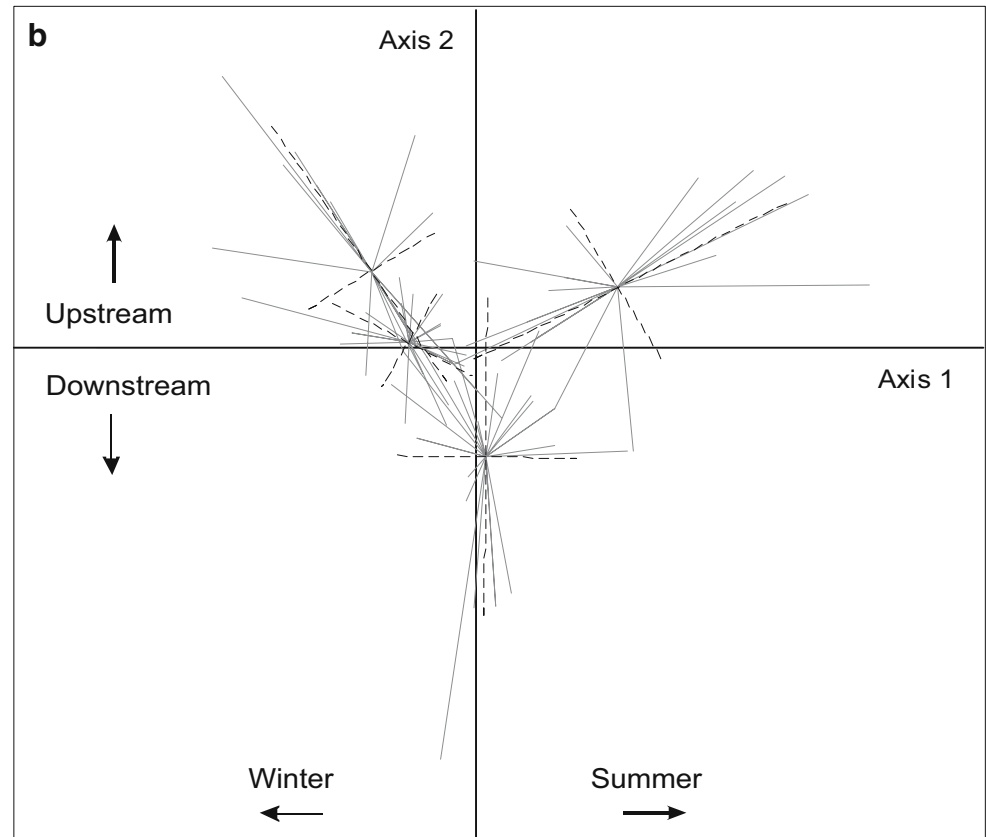 b
Axis 2
Upstream
Downstream
Axis 1
Winter
Summer